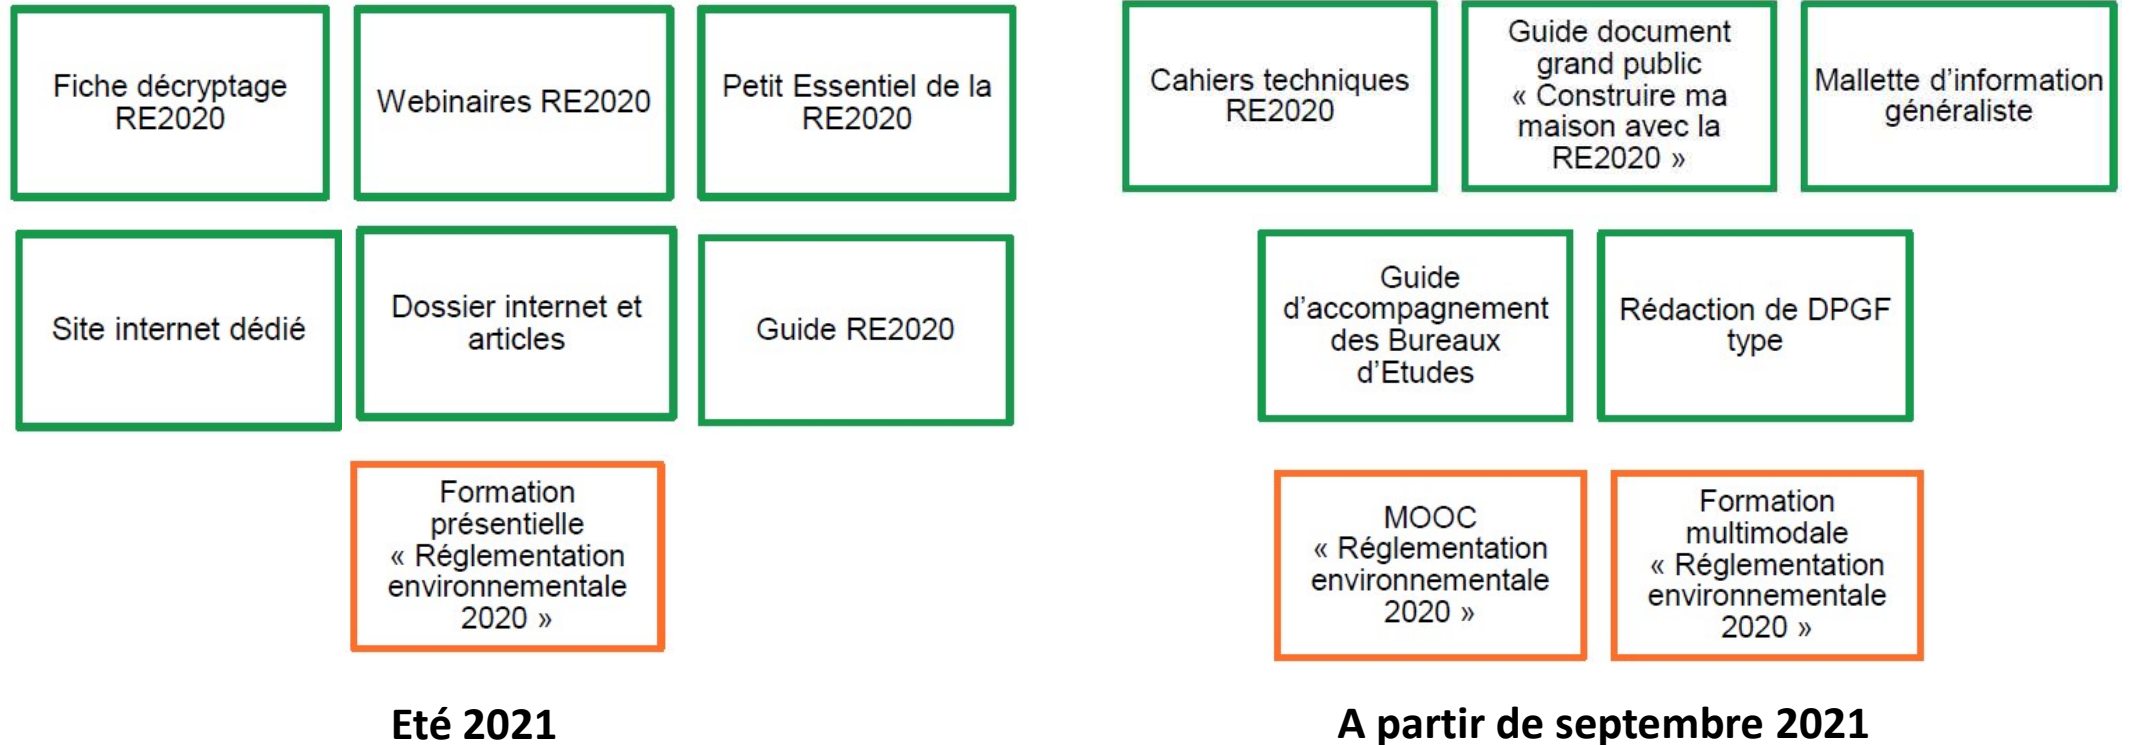 Fiche décryptage
RE2020
Webinaires RE2020
Petit Essentiel de la
RE2020
Site internet dédié
Dossier internet et
articles
Guide RE2020
Formation
présentielle
« Réglementation
environnementale
2020 »
Eté 2021
Cahiers techniques
RE2020
Guide document
grand public
« Construire ma
maison avec la
RE2020 »
Mallette d’information
généraliste
Guide
d’accompagnement
des Bureaux
d’Etudes
Rédaction de DPGF
type
MOOC
« Réglementation
environnementale
2020 »
Formation
multimodale
« Réglementation
environnementale
2020 »
A partir de septembre 2021